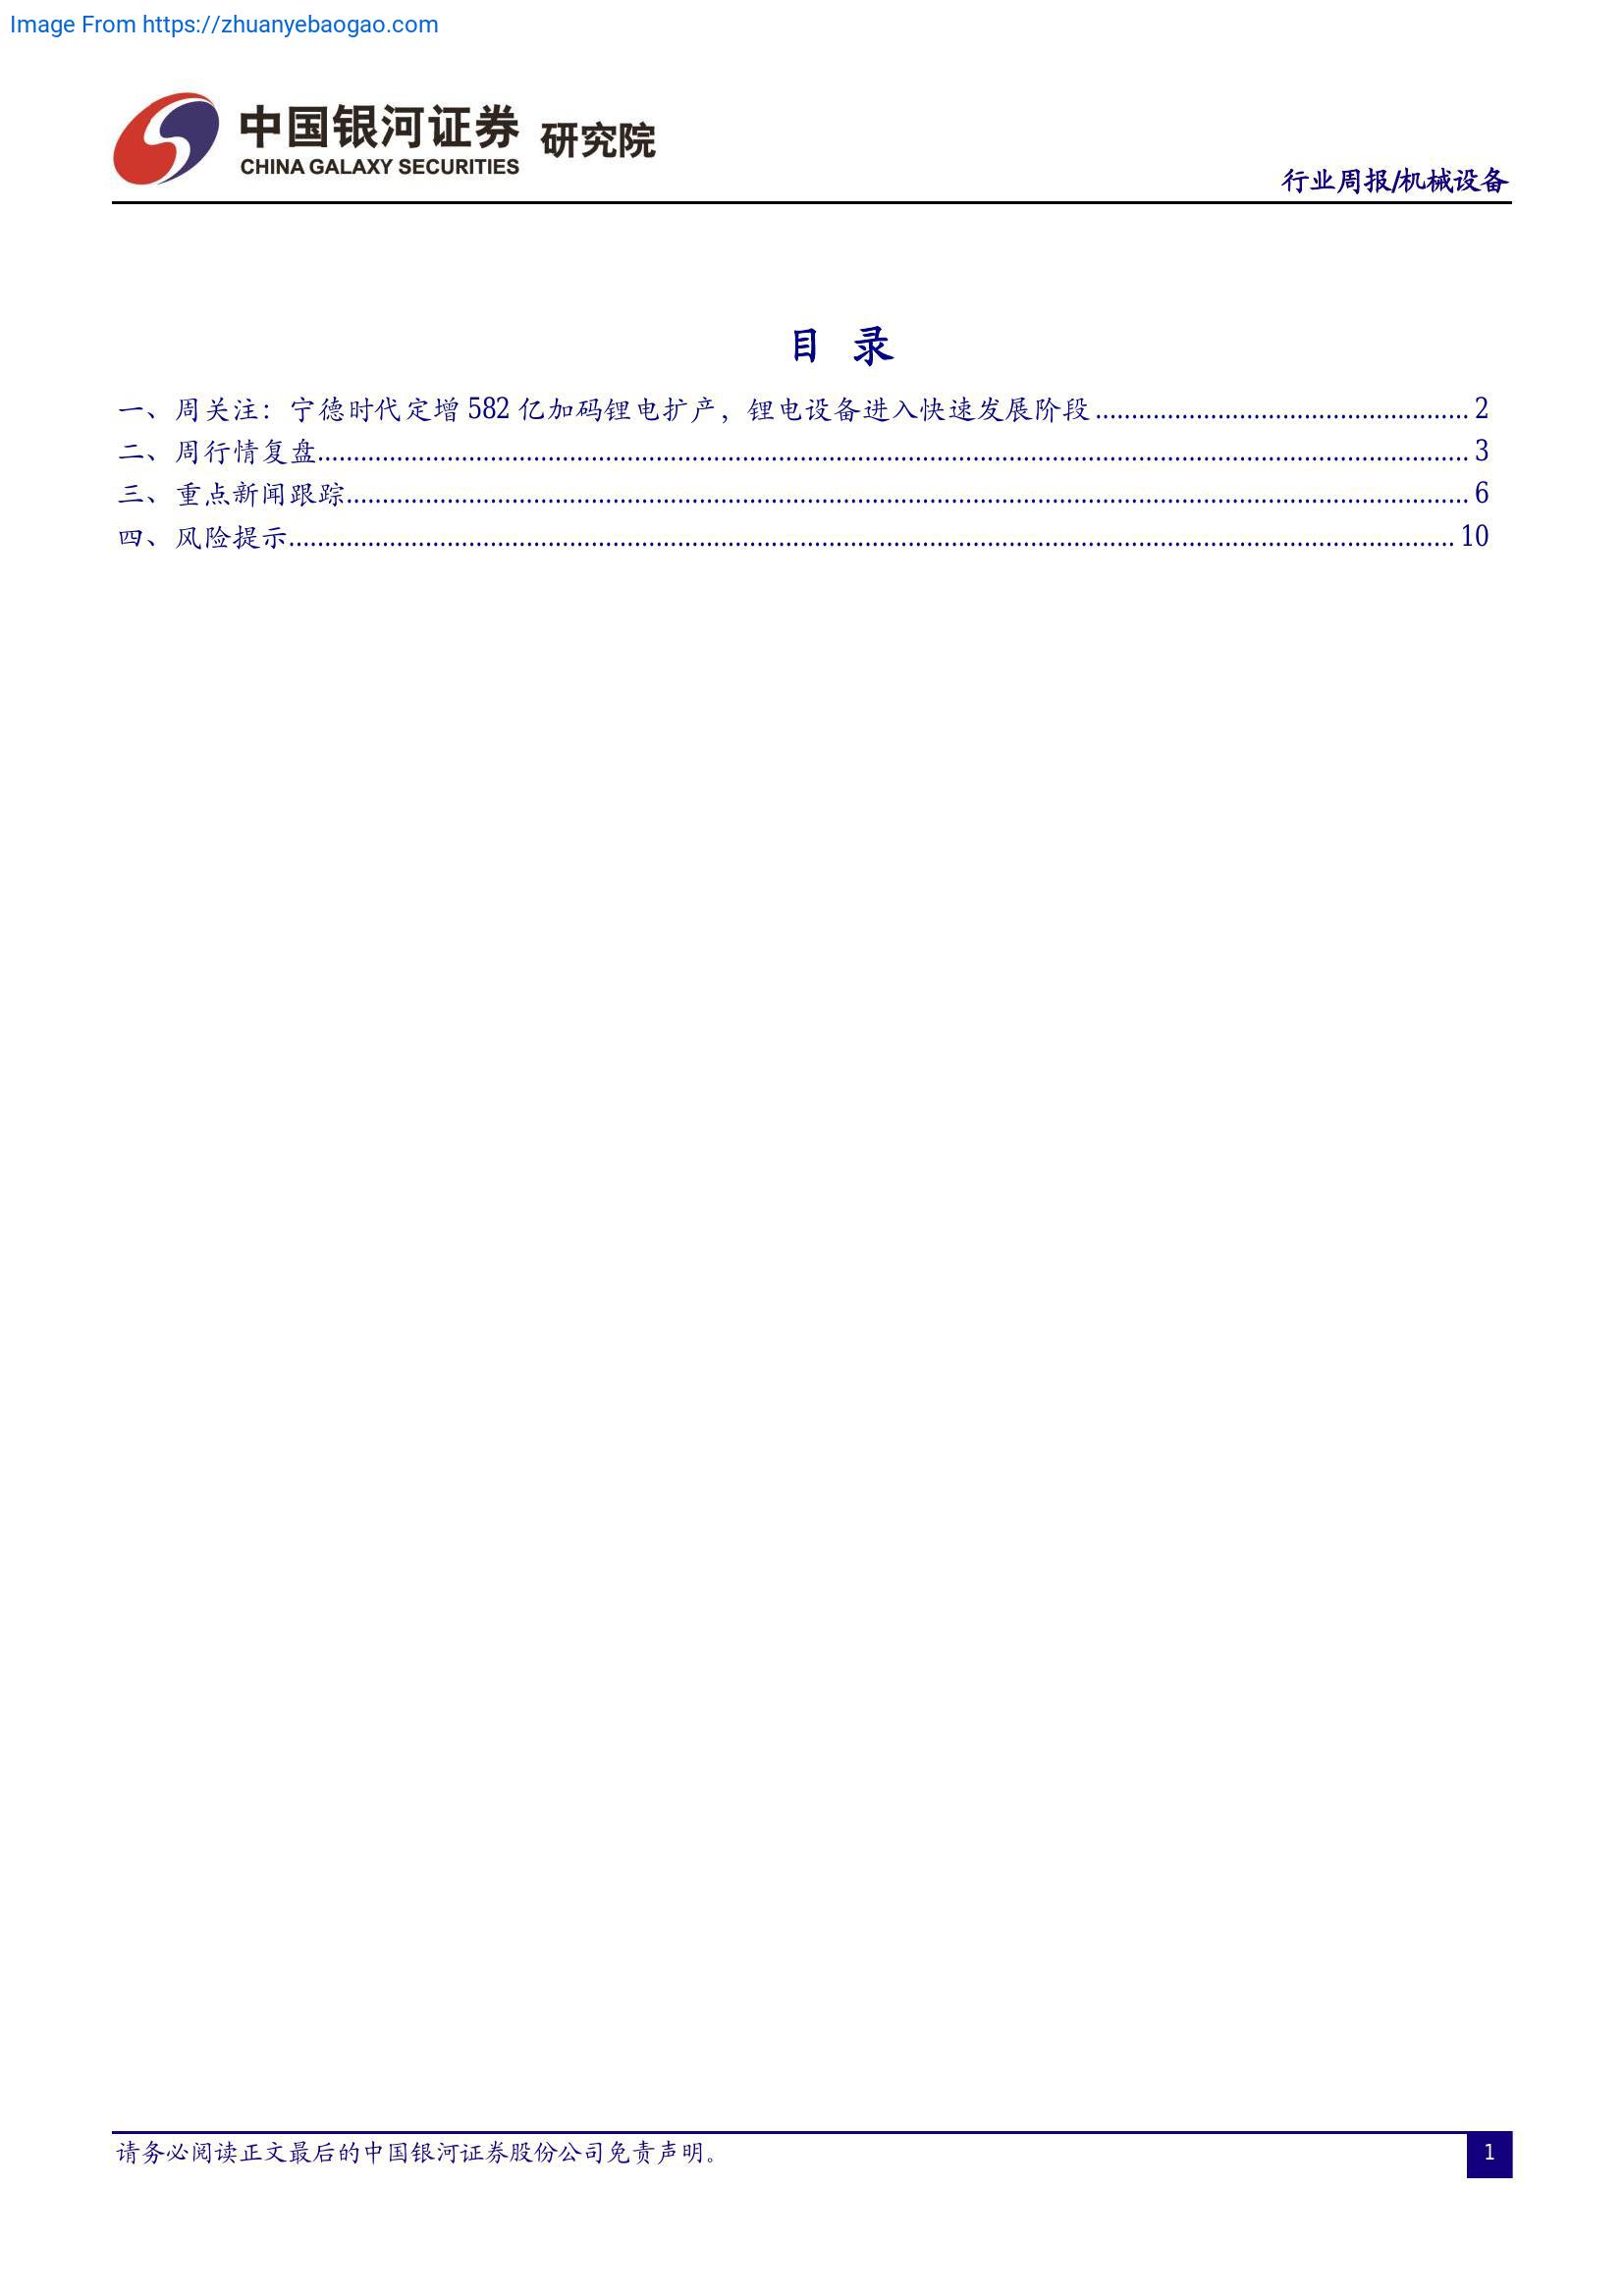 Image From https://zhuanyebaogao.com
中国银河证券 研究院
CHINA GALAXY SECURITIES
行业周报/机械设备
目 录
一、周关注：宁德时代定增 582 亿加码锂电扩产，锂电设备进入快速发展阶段 2
二、周行情复盘 3
三、重点新闻跟踪 6
四、风险提示 10
请务必阅读正文最后的中国银河证券股份公司免责声明。
1